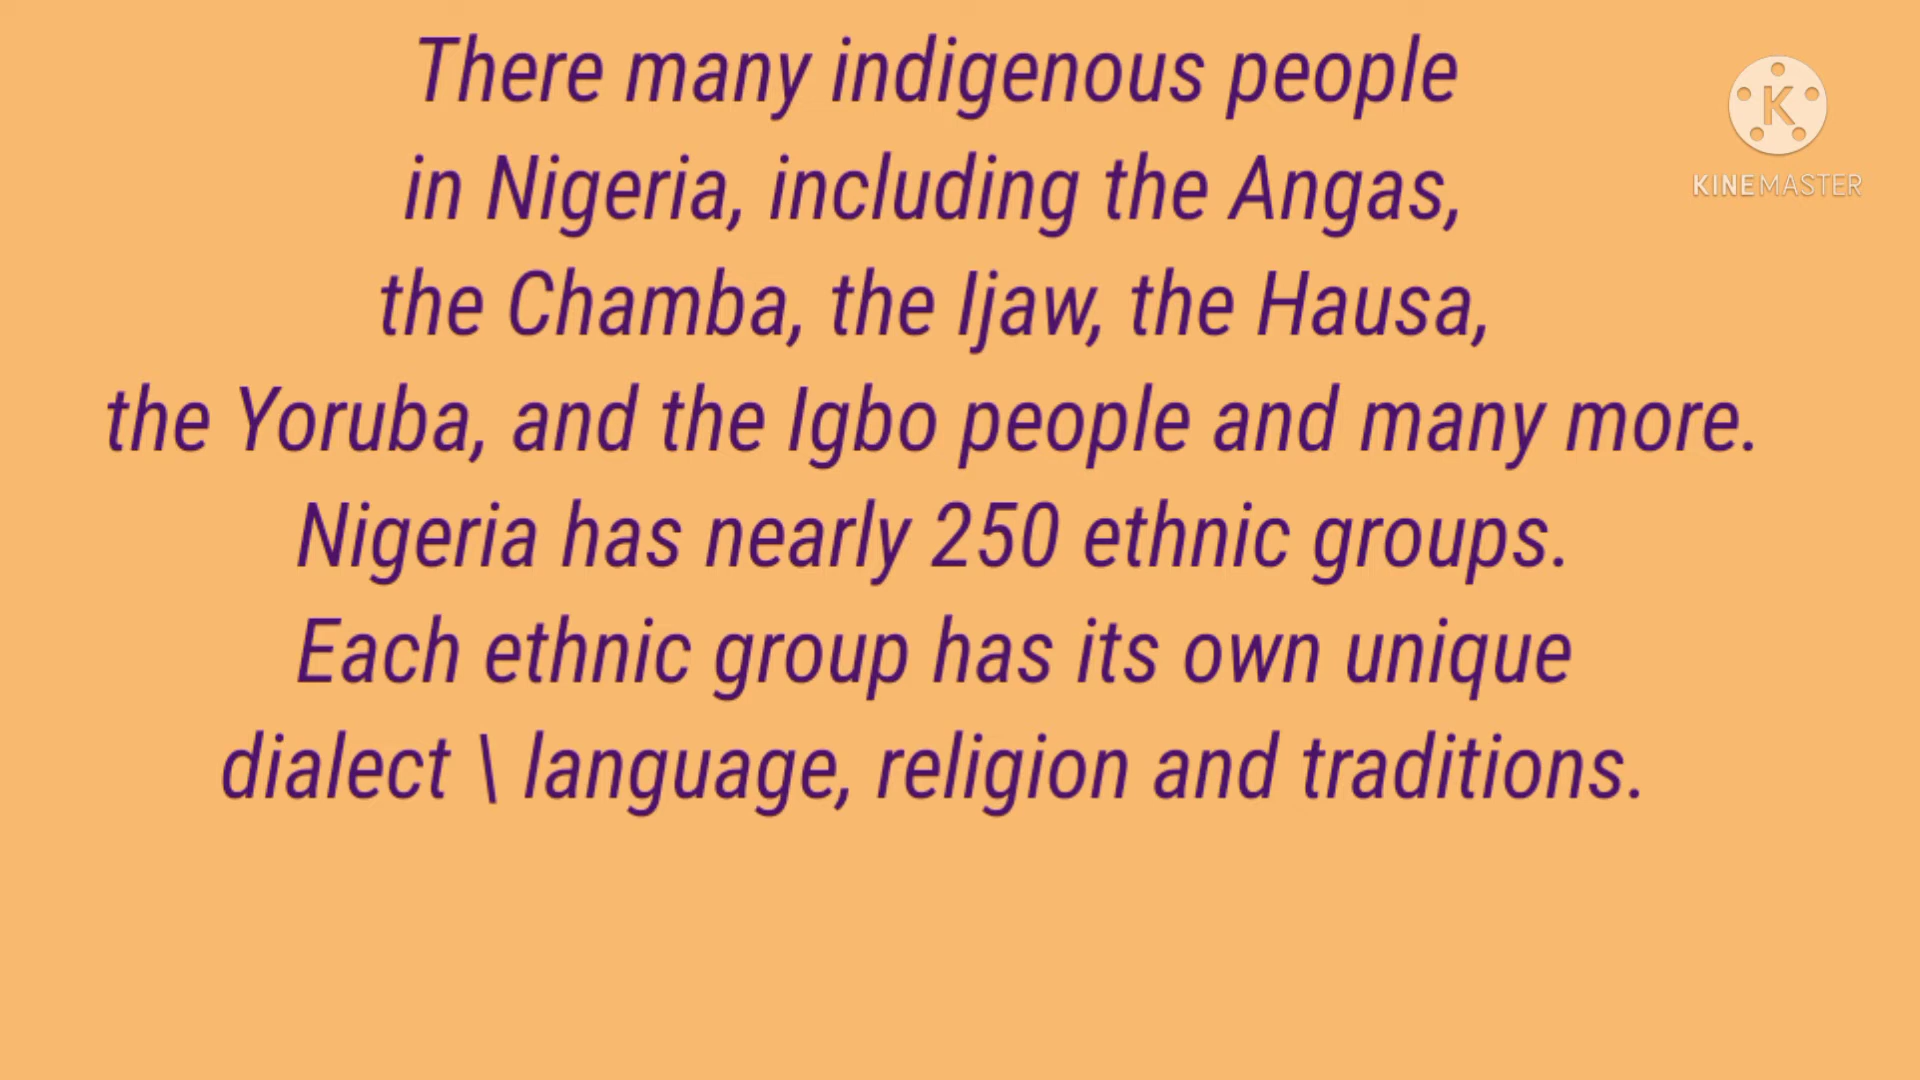 There many indigenous people
in Nigeria, including the Angas,
the Chamba, the Ijaw, the Hausa,
the Yoruba, and the Igbo people and many more.
Nigeria has nearly 250 ethnic groups.
Each ethnic group has its own unique
dialect \ language, religion and traditions.
K
KINEMASTER